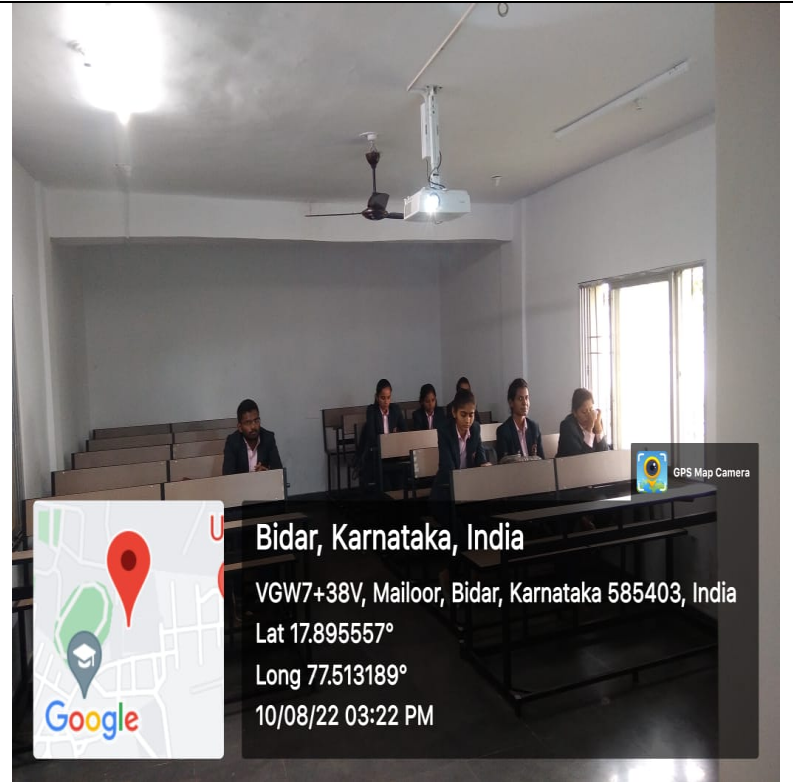 GPS Map Camera
U
Bidar, Karnataka, India
VGW7+38V, Mailoor, Bidar, Karnataka 585403, India
Lat 17.895557°
Long 77.513189°
10/08/22 03:22 PM
Google